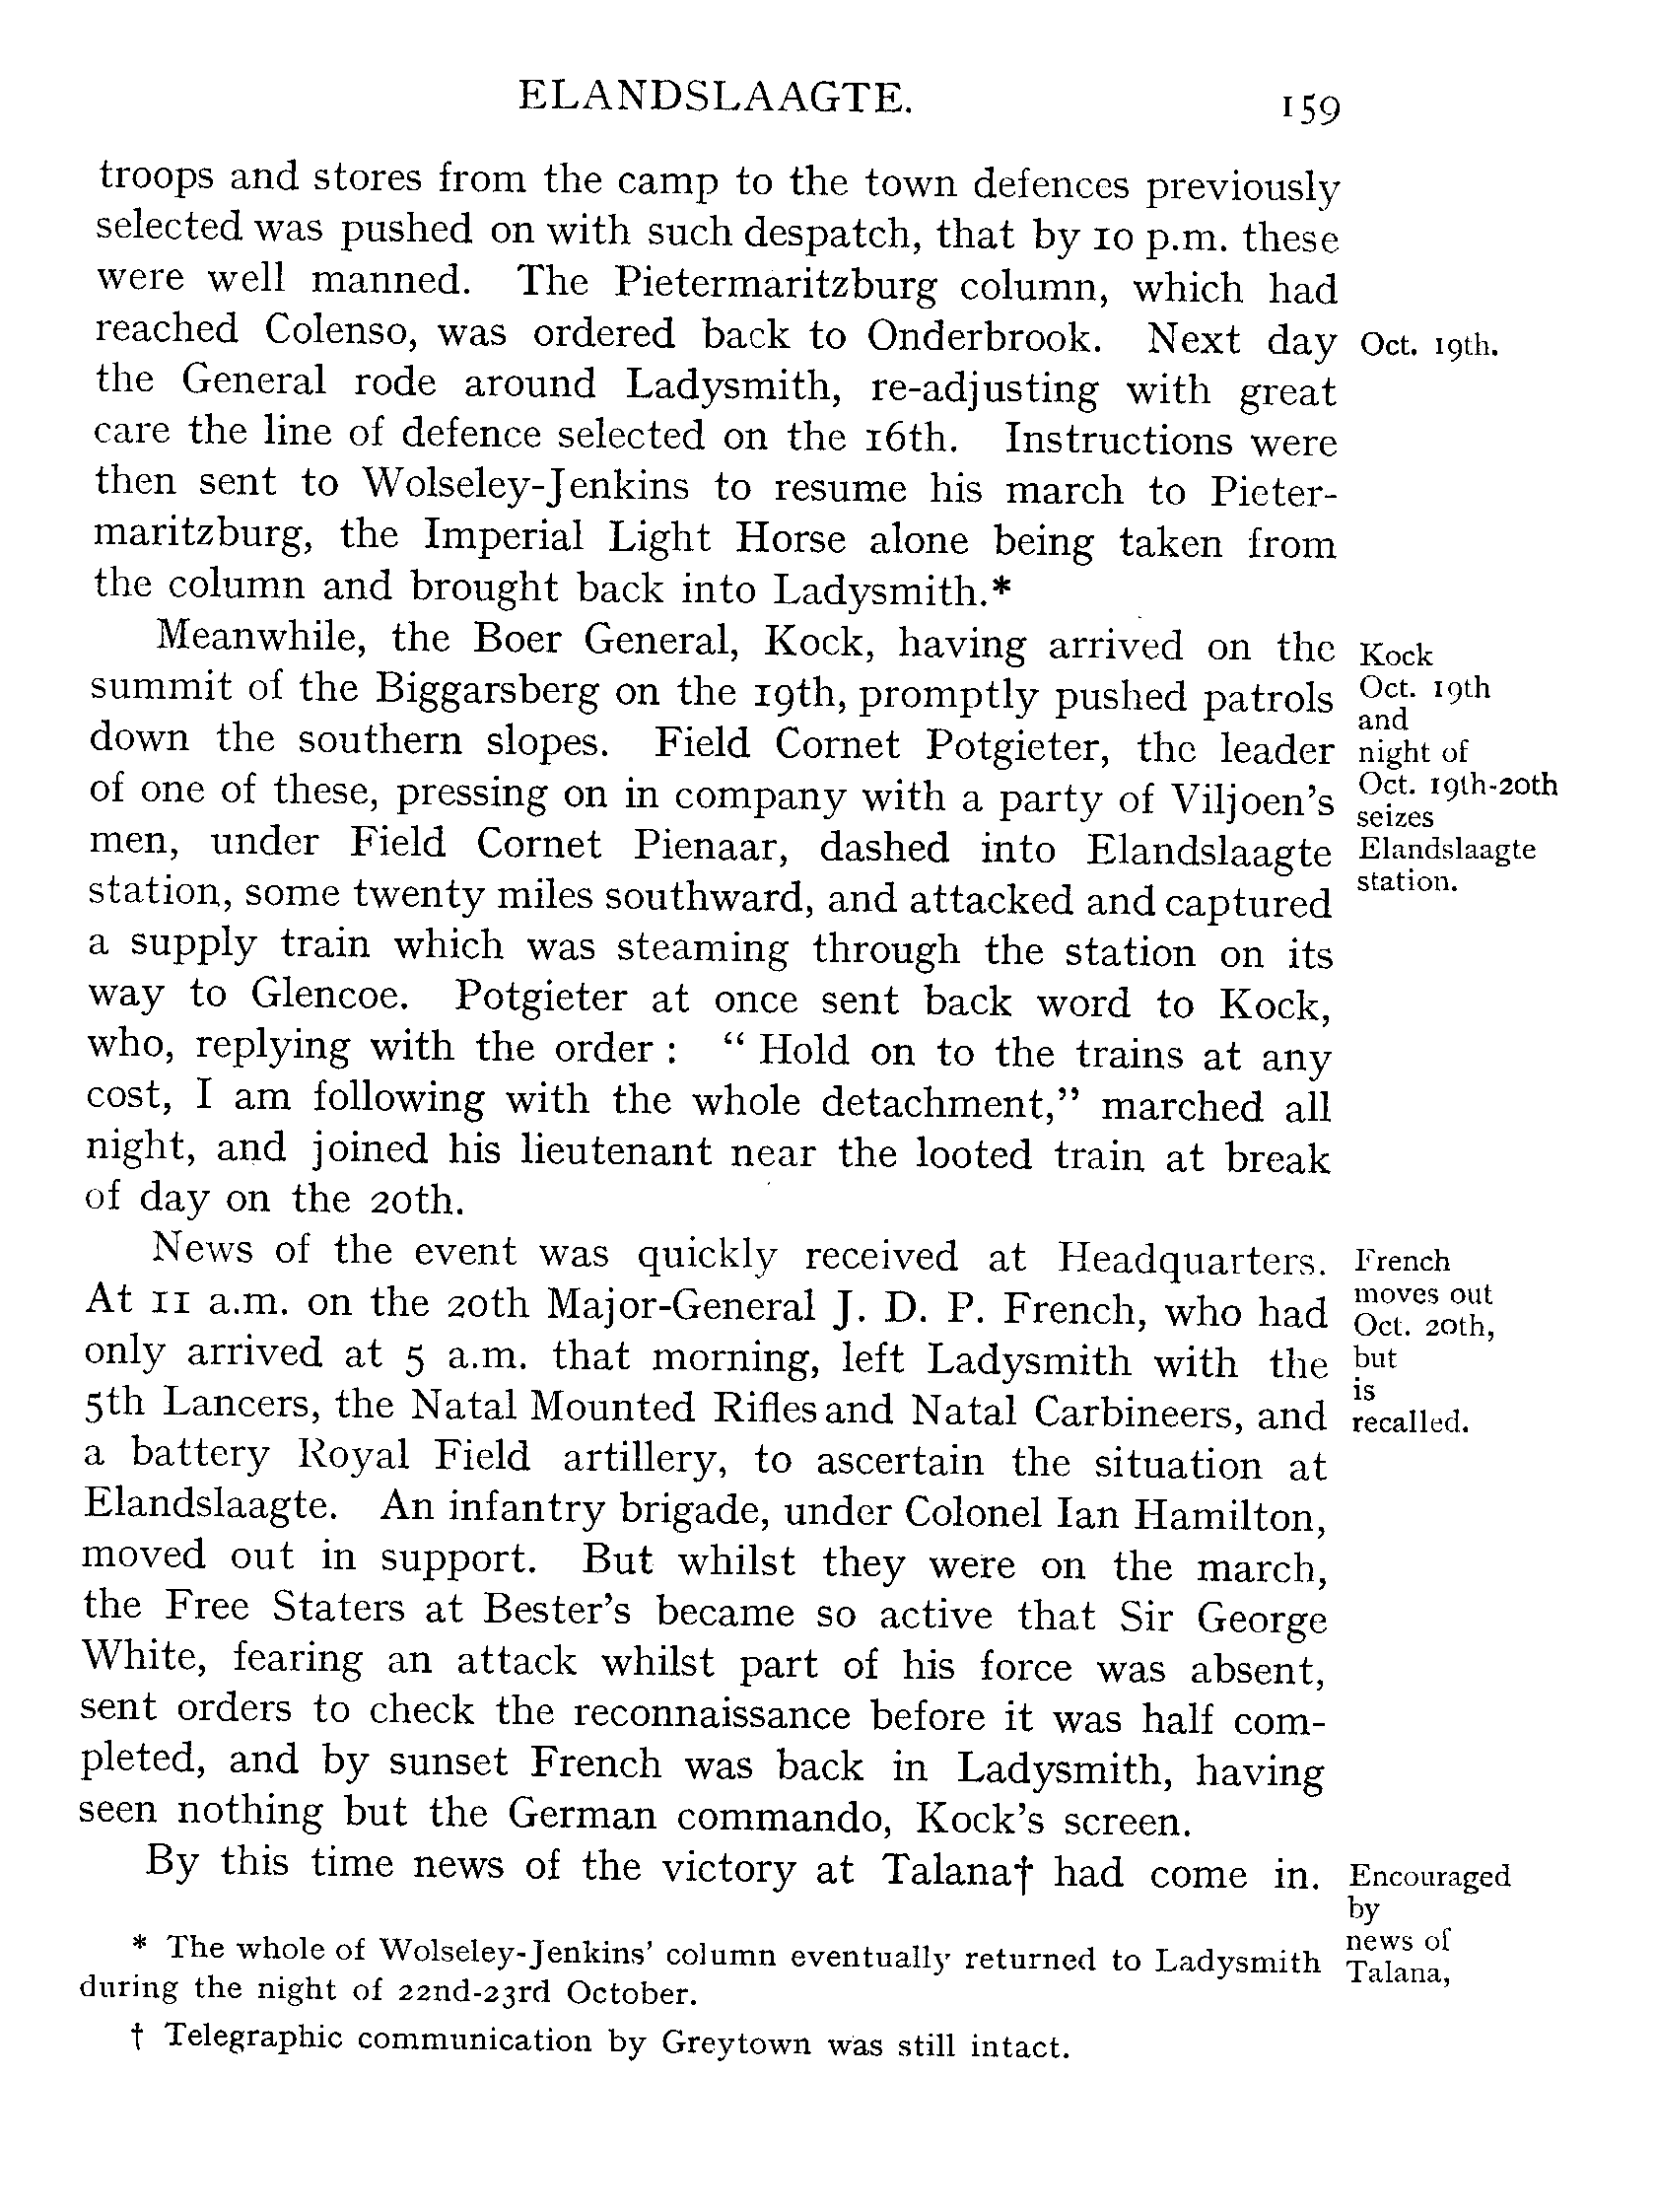 ELANDSLAAGTE. 159
troops and stores from the camp to the town defences previously
selected was pushed on with such despatch, that by 10 p.m. these
were well manned. The Pietermaritzburg column, which had
reached Colenso, was ordered back to Onderbrook. Next day
Oct. 19th.
the General rode around Ladysmith, re-adjusting with great
care the line of defence selected on the 16th. Instructions were
then sent to Wolseley-Jenkins to resume his march to Pieter-
maritzburg, the Imperial Light Horse alone being taken from
the column and brought back into Ladysmith.*
Meanwhile, the Boer General, Kock, having arrived on the
summit of the Biggarsberg on the 19th, promptly pushed patrols
down the southern slopes. Field Cornet Potgieter, the leader
of one of these, pressing on in company with a party of Viljoen's
men, under Field Cornet Pienaar, dashed into Elandslaagte
station, some twenty miles southward, and attacked and captured
a supply train which was steaming through the station on its
way to Glencoe. Potgieter at once sent back word to Kock,
who, replying with the order : " Hold on to the trains at any
cost, I am following with the whole detachment," marched all
night, and joined his lieutenant near the looted train at break
of day on the 20th.
Kock
Oct. 19th
and
night of
Oct. 19th-20th
seizes
Elandslaagte
station.
News of the event was quickly received at Headquarters.
At 11 a.m. on the 20th Major-General J. D. P. French, who had
only arrived at 5 a.m. that morning, left Ladysmith with the
5th Lancers, the Natal Mounted Rifles and Natal Carbineers, and
a battery Royal Field artillery, to ascertain the situation at
Elandslaagte. An infantry brigade, under Colonel Ian Hamilton,
moved out in support. But whilst they were on the march,
the Free Staters at Bester's became so active that Sir George
White, fearing an attack whilst part of his force was absent,
sent orders to check the reconnaissance before it was half com-
pleted, and by sunset French was back in Ladysmith, having
seen nothing but the German commando, Kock's screen.
French
moves out
Oct. 20th,
but
is
recalled.
By this time news of the victory at Talana† had come in.
Encouraged
by
news of
Talana,
* The whole of Wolseley-Jenkins' column eventually returned to Ladysmith
during the night of 22nd-23rd October.
† Telegraphic communication by Greytown was still intact.